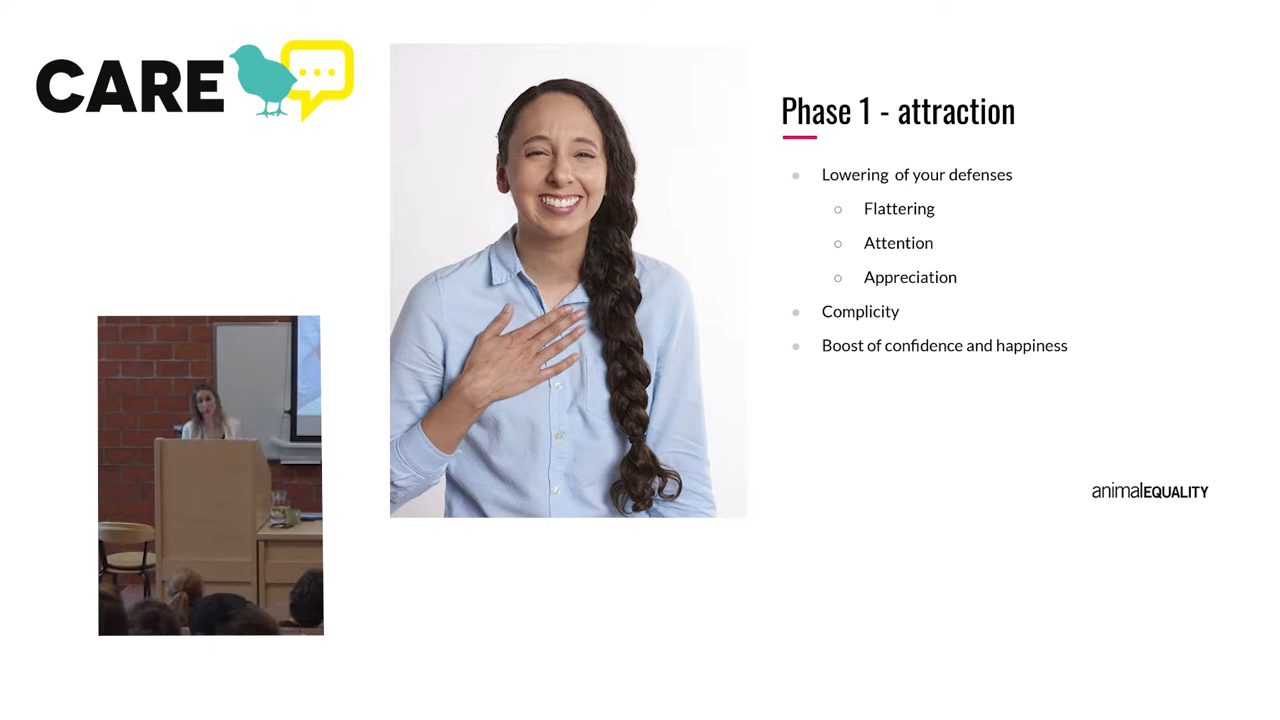 CARE
Phase 1 - attraction
Lowering of your defenses
Flattering
Attention
Appreciation
Complicity
Boost of confidence and happiness
animalEQUALITY